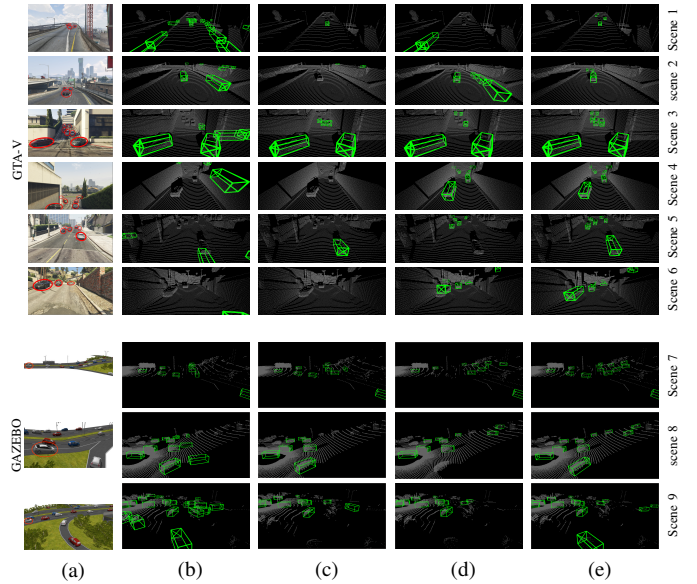 GTA-V
Scene 1
scene 2
Scene 3
Scene 4
Scene 5
Scene 6
GAZEBO
Scene 7
scene 8
Scene 9
(a) (b) (c) (d) (e)